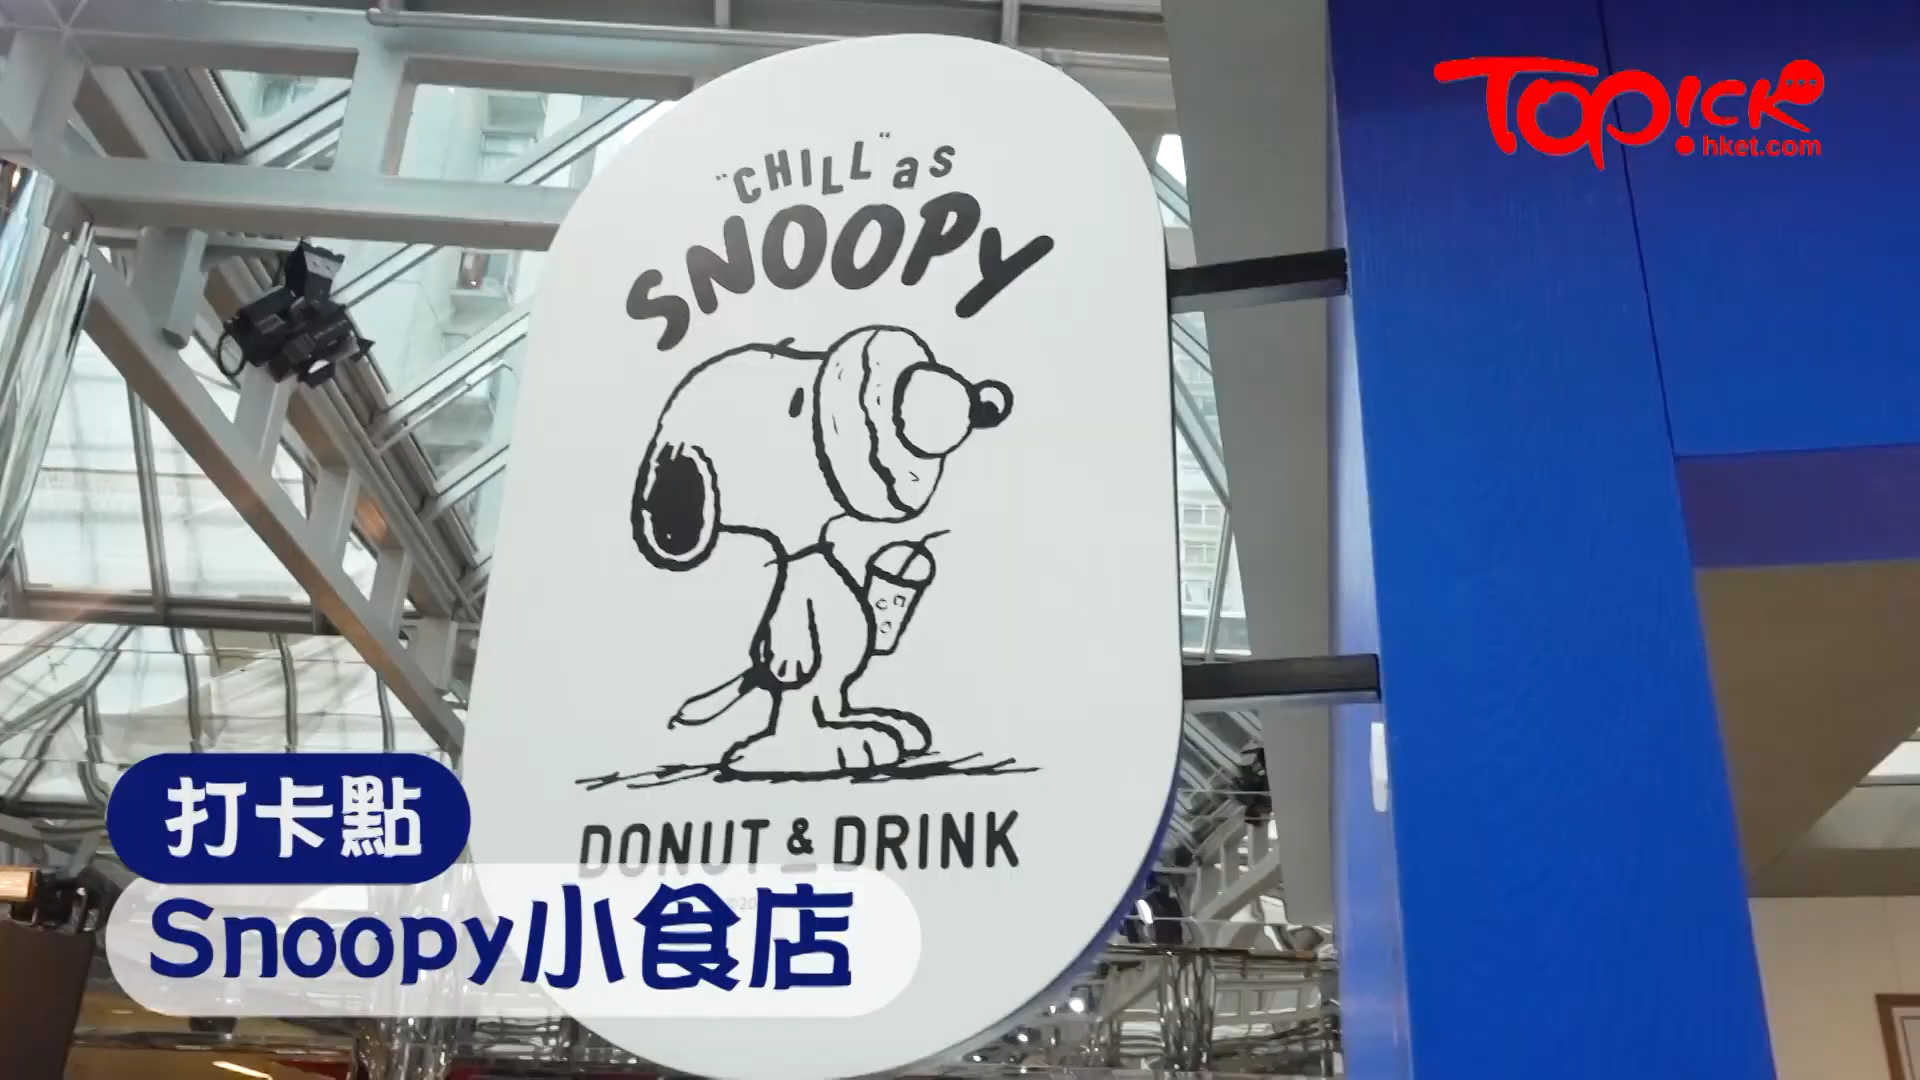 TOPick
hket.com
"CHILL" as
SNOOPY
DONUT & DRINK
打卡點
Snoopy小食店